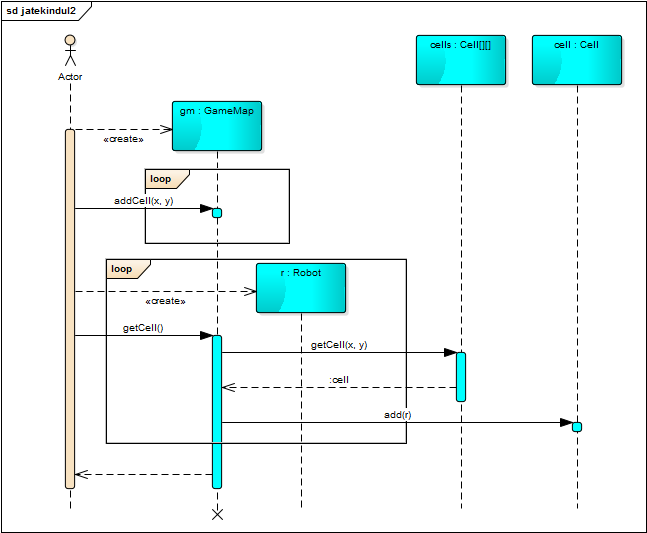 sd jatekindul2
Actor
cells : Cell[][]
cell : Cell
gm : GameMap
«create»
loop
addCell(x, y)
loop
r : Robot
«create»
getCell()
getCell(x, y)
:cell
add(r)